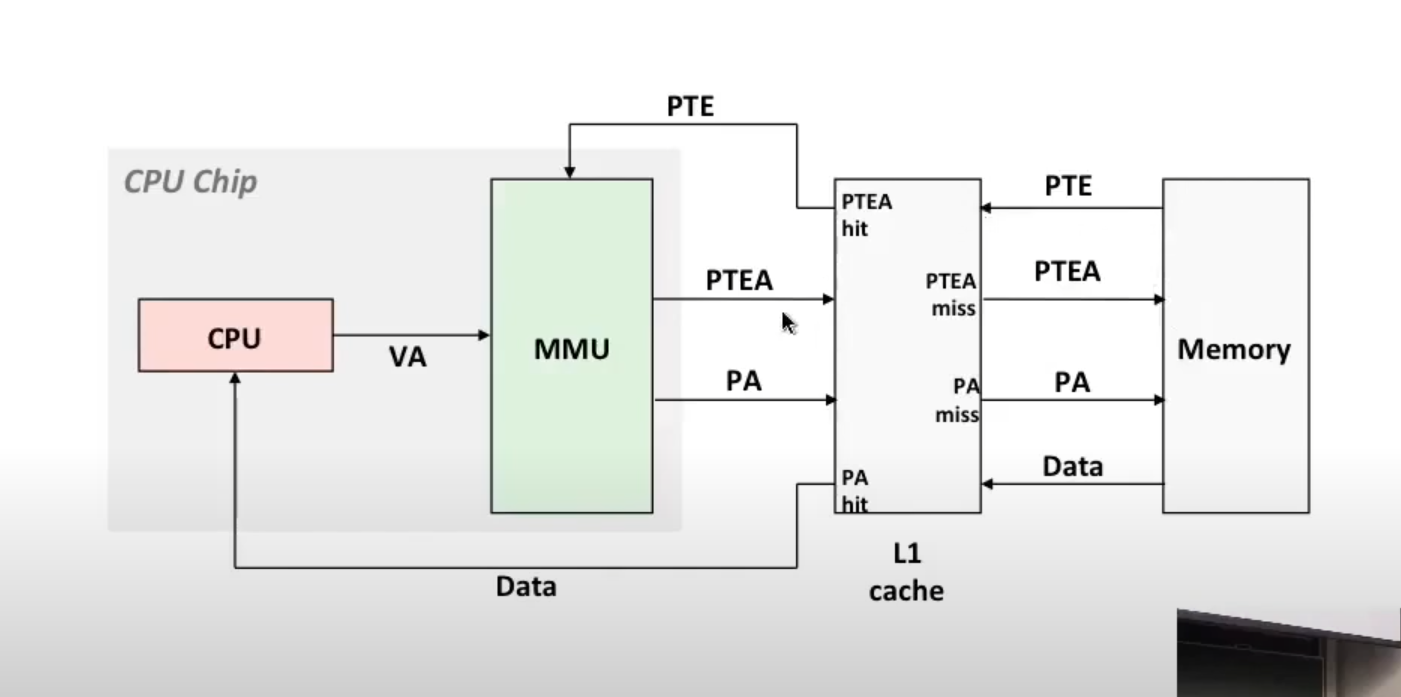 PTE
CPU Chip
PTEA
hit
PTE
PTEA
PTEA
miss
PTEA
CPU
VA
MMU
Memory
PA
PA
miss
PA
PA
hit
Data
Data
L1
cache